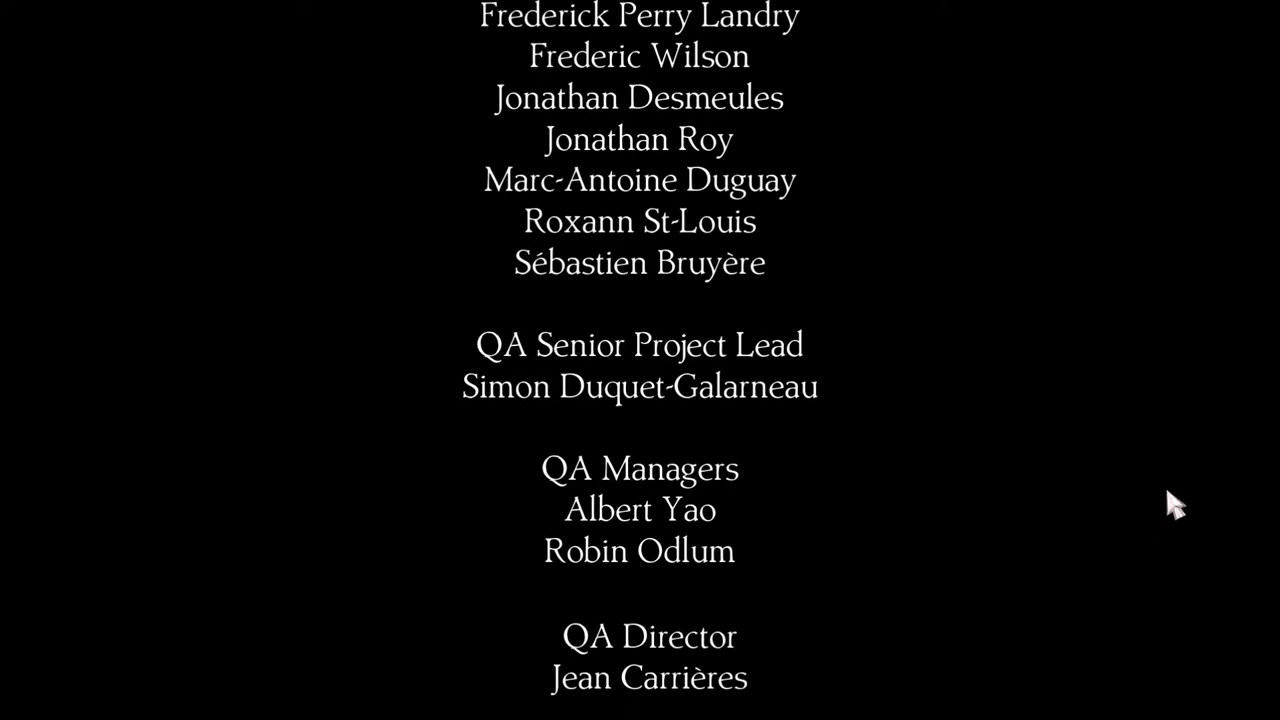 Frederick Perry Landry
Frederic Wilson
Jonathan Desmeules
Jonathan Roy
Marc-Antoine Duguay
Roxann St-Louis
Sébastien Bruyère
QA Senior Project Lead
Simon Duquet-Galarneau
QA Managers
Albert Yao
Robin Odlum
QA Director
Jean Carrières